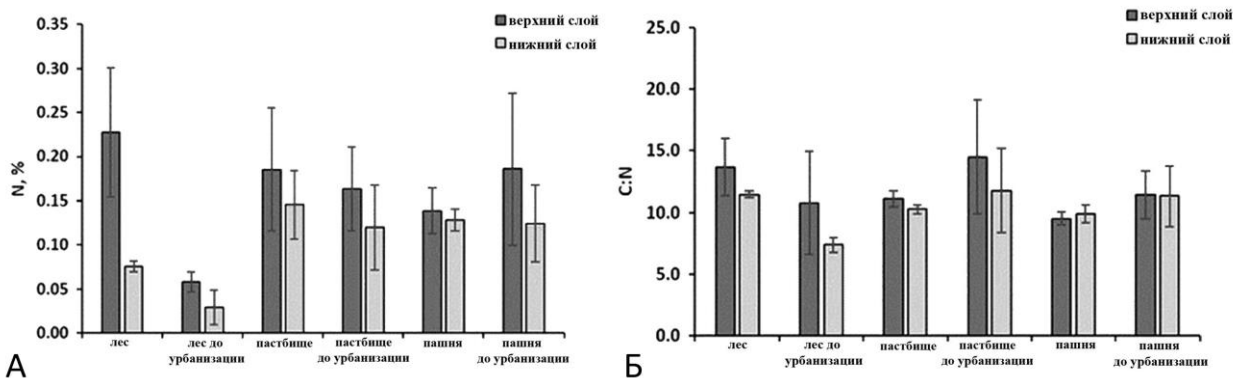 верхний слой
нижний слой
N, %
0.35
0.30
0.25
0.20
0.15
0.10
0.05
0.00
лес
лес до
урбанизации
пастбище
пастбище
до урбанизации
пашня
пашня
до урбанизации
А
верхний слой
нижний слой
C:N
25.0
20.0
15.0
10.0
5.0
0.0
лес
лес до
урбанизации
пастбище
пастбище
до урбанизации
пашня
пашня
до урбанизации
Б